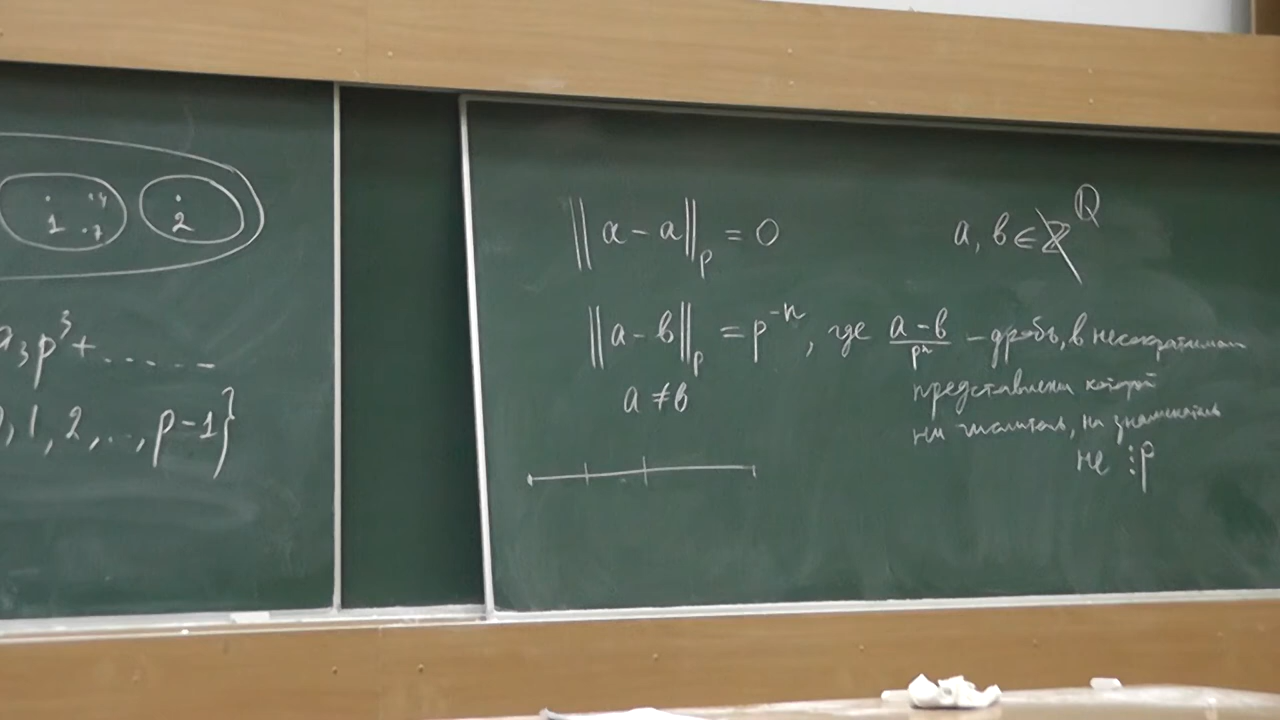 1 4 7 2
a₃p³+......
, 1, 2, .., p-1}
||a-a||ₚ = 0
a, b ∈ ~~ℤ~~ ℚ
||a-b||ₚ = p⁻ⁿ, где (a-b)/pⁿ - дробь, в несократимом
a ≠ b
представлении которой
ни числитель, ни знаменатель
не ⋮p